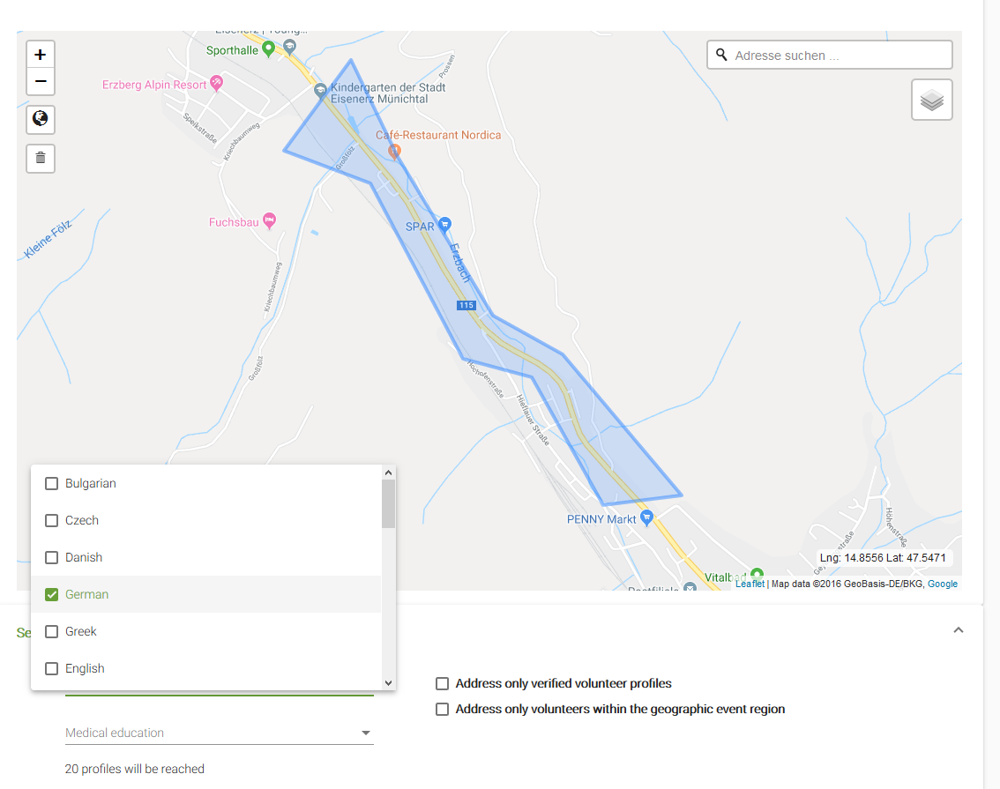 Eisenerz | Young...
+
Sporthalle
Adresse suchen ...
−
Prossen
Erzberg Alpin Resort
Kindergarten der Stadt
Eisenerz Münichtal
Speikstraße
Kriechbaumweg
Café-Restaurant Nordica
Großfölz
Fuchsbau
SPAR
Kleine Fölz
Erzbach
Kriechbaumweg
115
Großfölz
Hochofenstraße
Hieflauer Straße
Bulgarian
Czech
PENNY Markt
Höhenstraße
Danish
Lng: 14.8556 Lat: 47.5471
Vitalbad
Leaflet | Map data ©2016 GeoBasis-DE/BKG, Google
Postfiliale
German
Se
Greek
English
Address only verified volunteer profiles
Address only volunteers within the geographic event region
Medical education
20 profiles will be reached